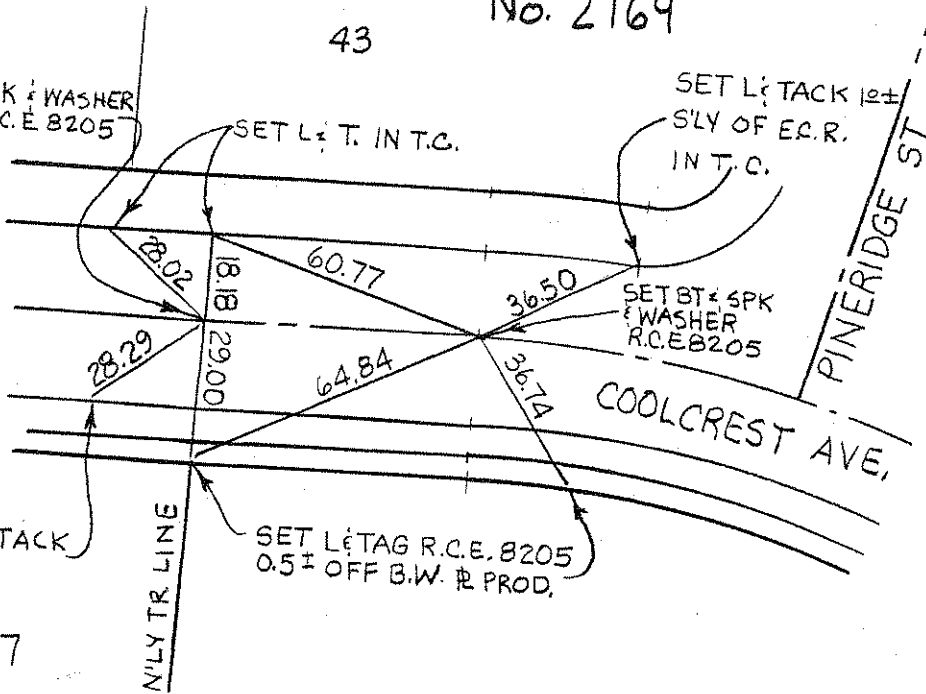 No. 2169
43
K & WASHER
C.E 8205
SET L & T. IN T.C.
SET L & TACK 1.0±
S'LY OF E.C.R.
IN T.C.
PINERIDGE ST
28.02
18.18
60.77
36.50
SET BT & SPK
& WASHER
R.C.E 8205
28.29
29.00
64.84
36.74
COOLCREST AVE.
TACK
SET L & TAG R.C.E. 8205
0.5± OFF B.W. ⅊ PROD.
N'LY TR. LINE
7